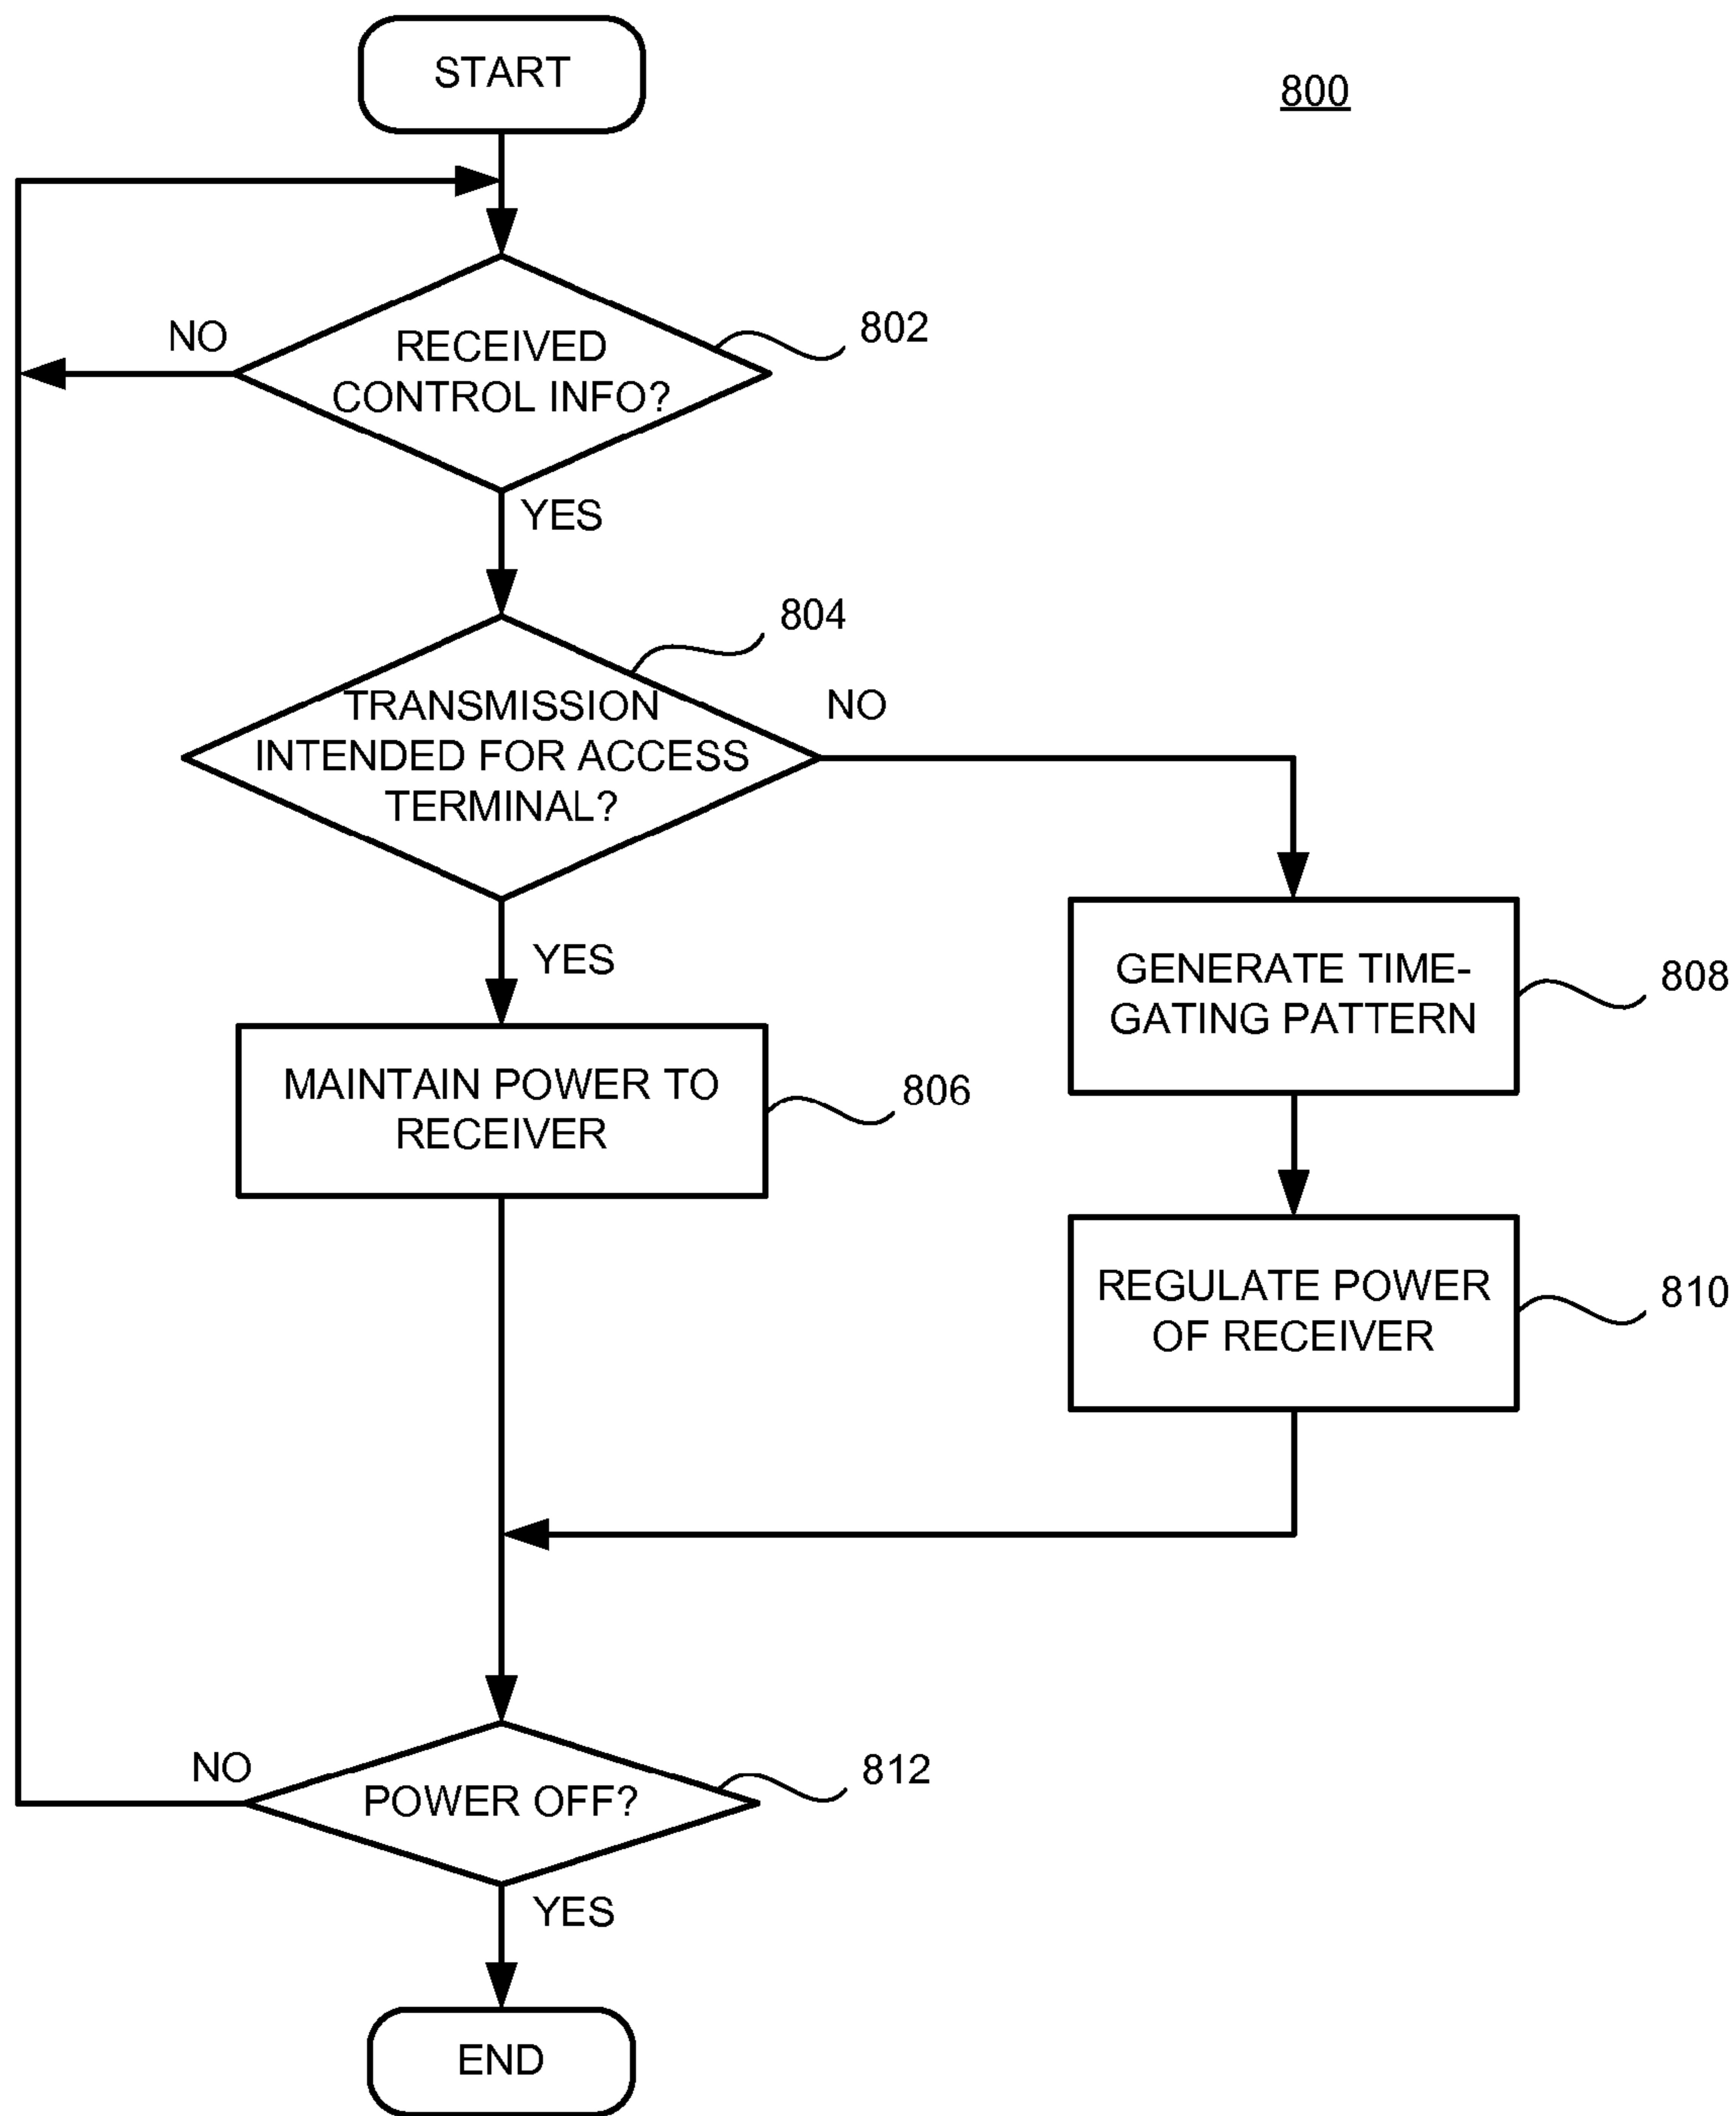 START
800
NO
RECEIVED
CONTROL INFO?
802
YES
804
TRANSMISSION
INTENDED FOR ACCESS
TERMINAL?
NO
YES
GENERATE TIME-
GATING PATTERN
808
MAINTAIN POWER TO
RECEIVER
806
REGULATE POWER
OF RECEIVER
810
NO
POWER OFF?
812
YES
END